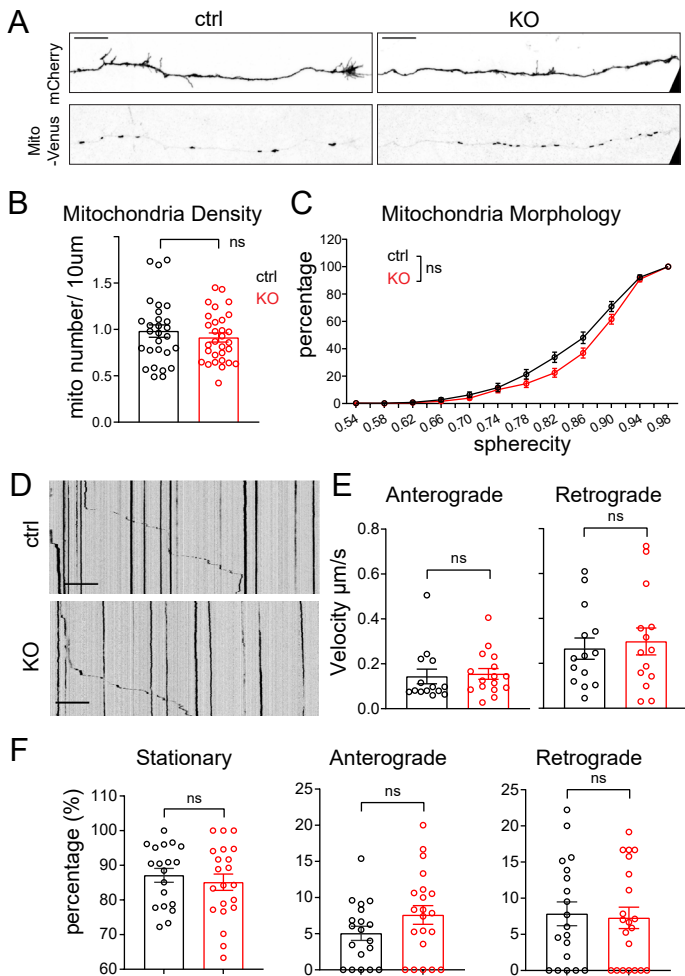 A
ctrl
KO
mCherry
Mito
-Venus
B
Mitochondria Density
ns
ctrl
KO
mito number/ 10um
1.5
1.0
0.5
0.0
C
Mitochondria Morphology
ctrl
KO
ns
percentage
100
80
60
40
20
0
0.54
0.58
0.62
0.66
0.70
0.74
0.78
0.82
0.86
0.90
0.94
0.98
spherecity
D
ctrl
KO
E
Anterograde
Retrograde
Velocity µm/s
0.8
0.6
0.4
0.2
0.0
ns
ns
F
Stationary
Anterograde
Retrograde
percentage (%)
100
90
80
70
60
110
ns
25
20
15
10
5
0
ns
25
20
15
10
5
0
ns